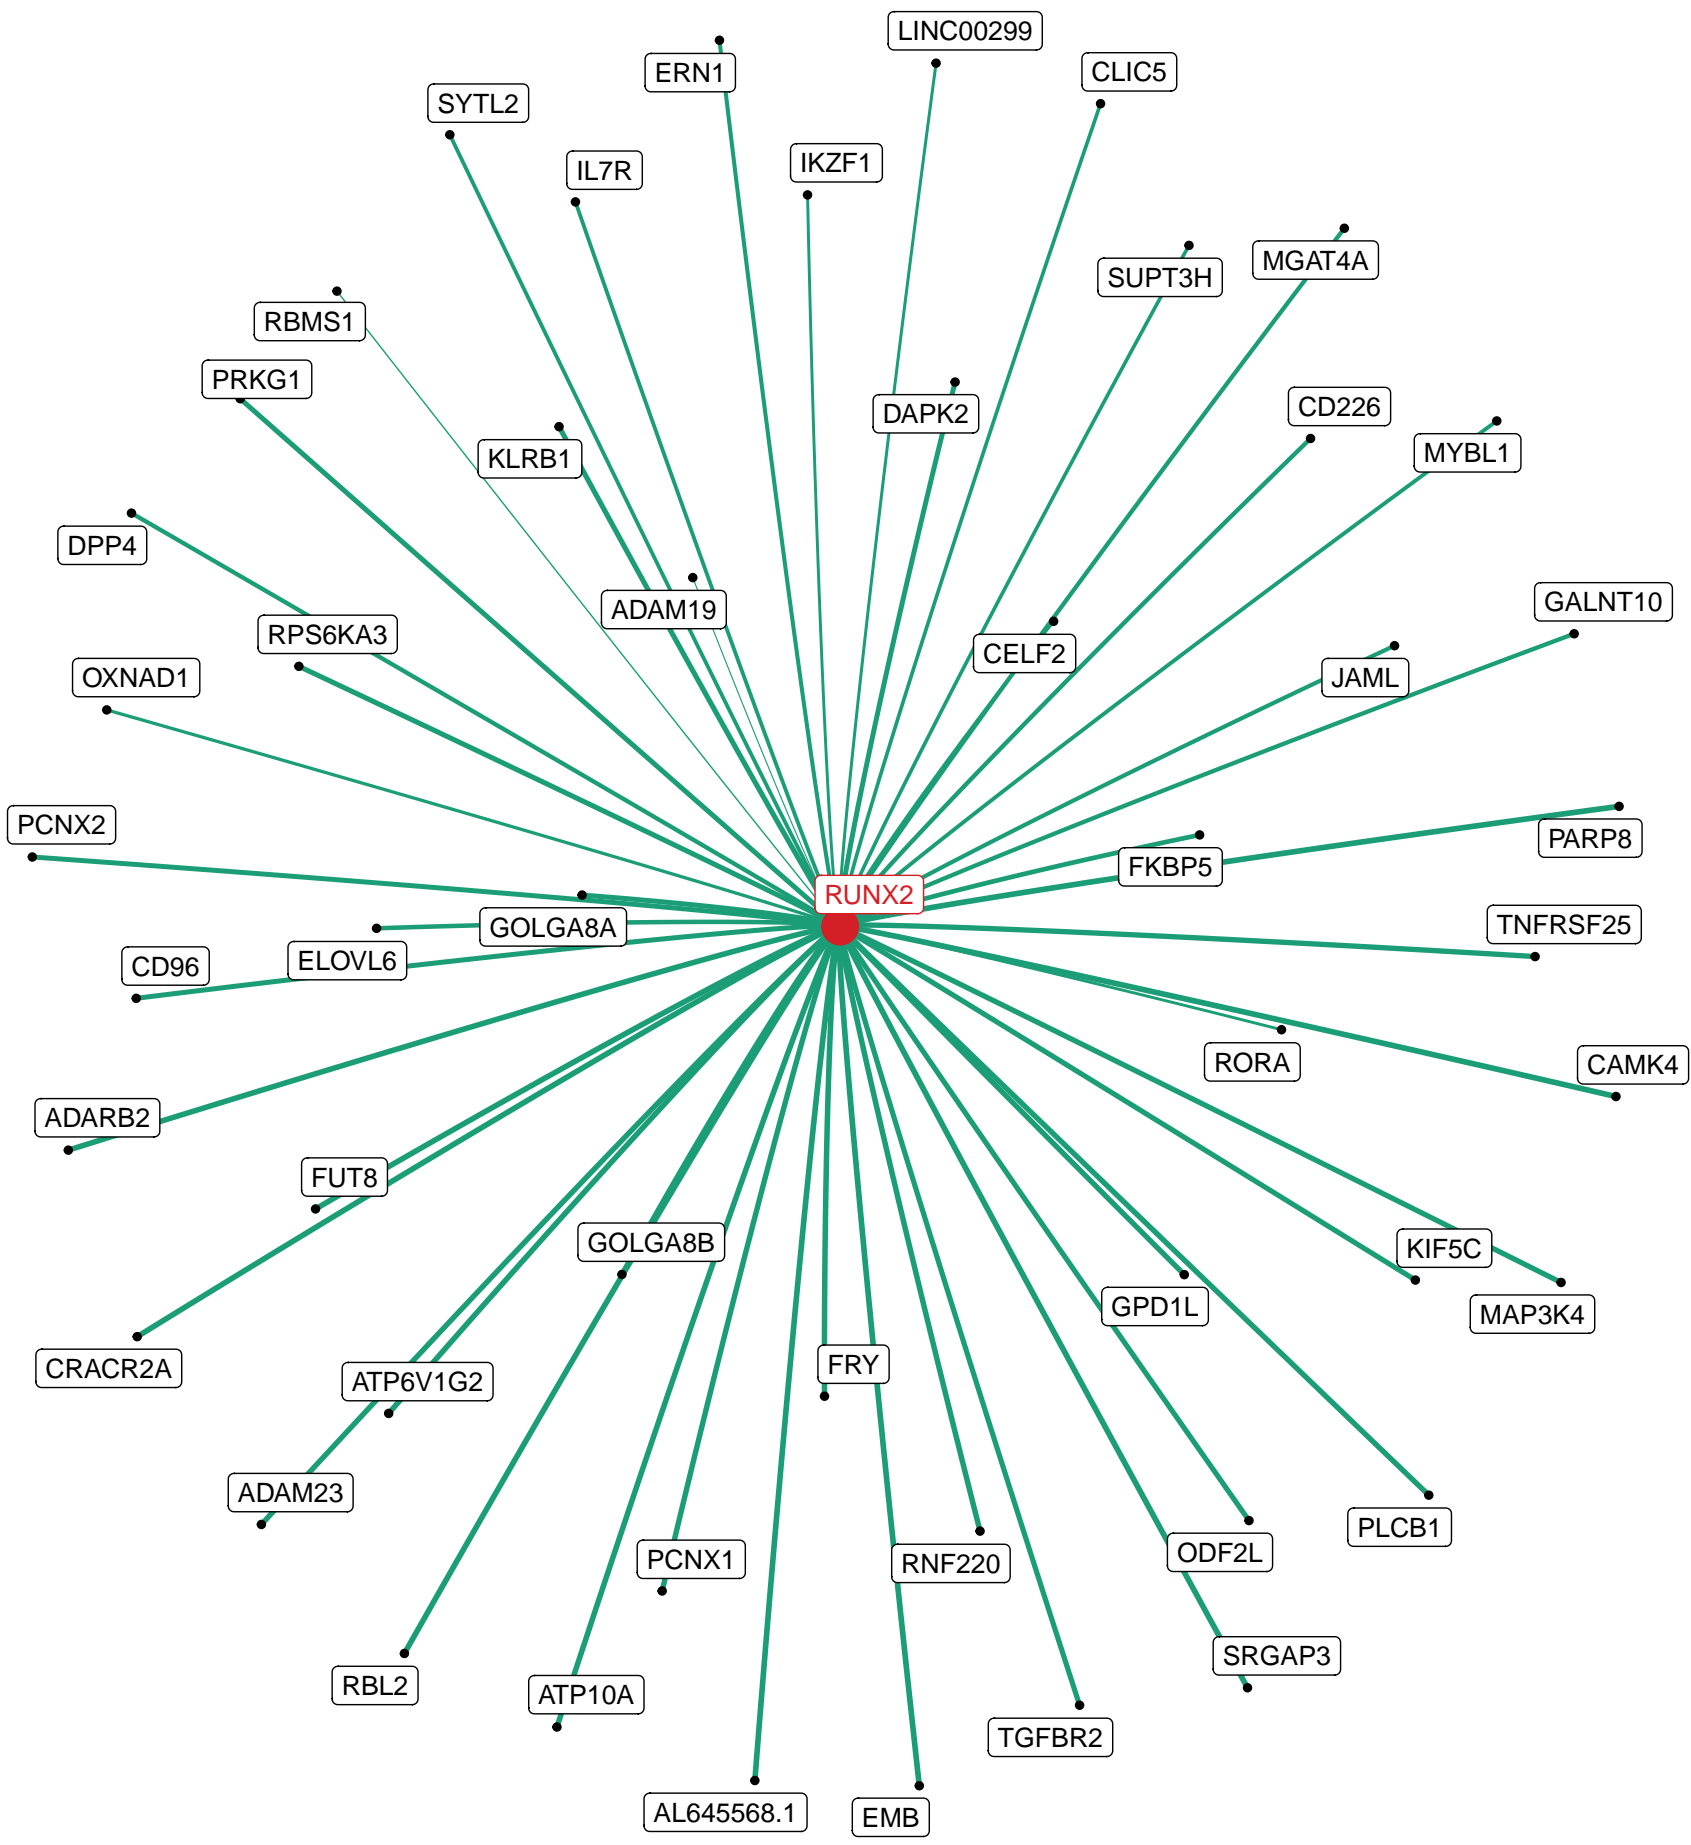 LINC00299
ERN1
CLIC5
SYTL2
IKZF1
IL7R
MGAT4A
SUPT3H
RBMS1
PRKG1
CD226
DAPK2
MYBL1
KLRB1
DPP4
GALNT10
ADAM19
RPS6KA3
CELF2
OXNAD1
JAML
PCNX2
PARP8
FKBP5
RUNX2
TNFRSF25
GOLGA8A
ELOVL6
CD96
RORA
CAMK4
ADARB2
FUT8
GOLGA8B
KIF5C
GPD1L
MAP3K4
FRY
CRACR2A
ATP6V1G2
ADAM23
PLCB1
ODF2L
PCNX1
RNF220
SRGAP3
RBL2
ATP10A
TGFBR2
AL645568.1
EMB